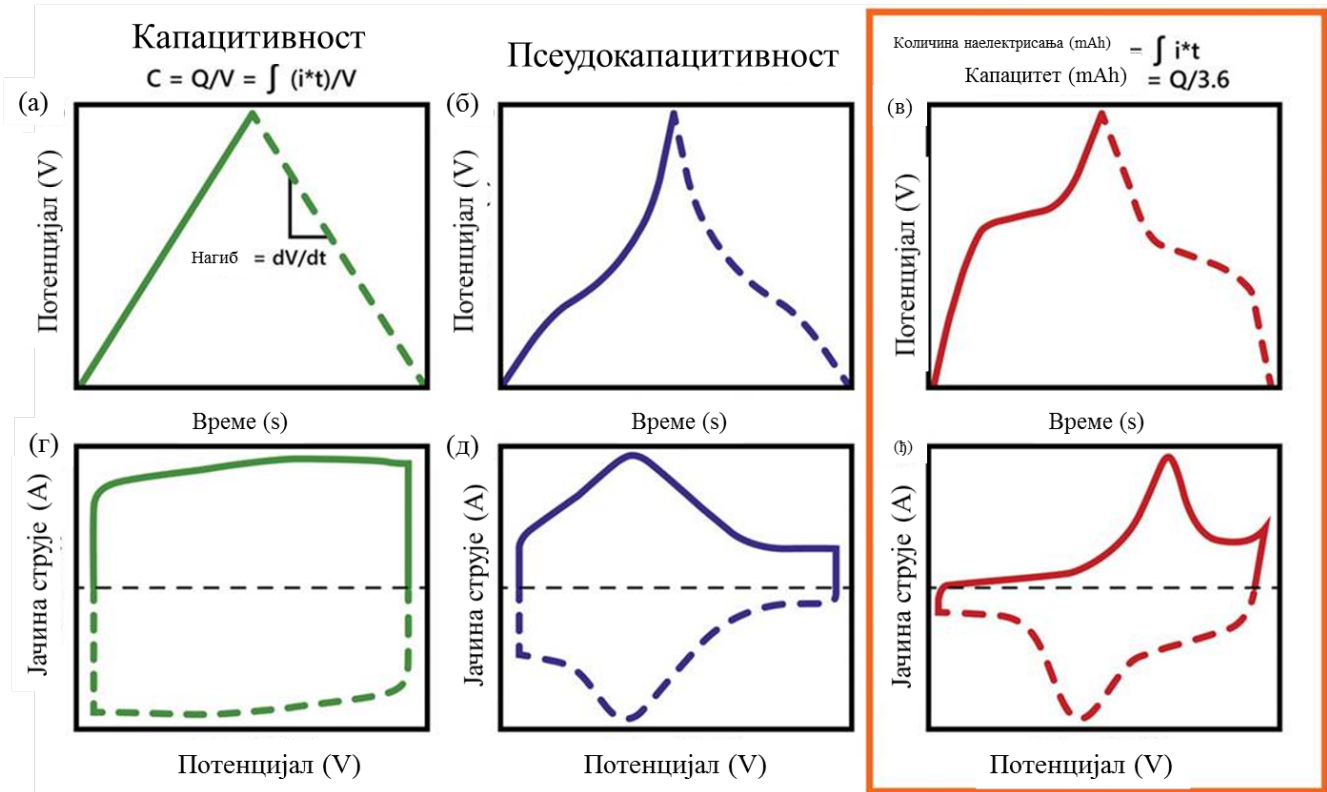 Капацитивност
C = Q/V = ∫ (i*t)/V
Псеудокапацитивност
Количина наелектрисања (mAh) = ∫ i*t
Капацитет (mAh) = Q/3.6
(а)
Потенцијал (V)
Нагиб = dV/dt
Време (s)
(б)
Потенцијал (V)
Време (s)
(в)
Потенцијал (V)
Време (s)
(г)
Јачина струје (А)
Потенцијал (V)
(д)
Јачина струје (А)
Потенцијал (V)
(ђ)
Јачина струје (А)
Потенцијал (V)